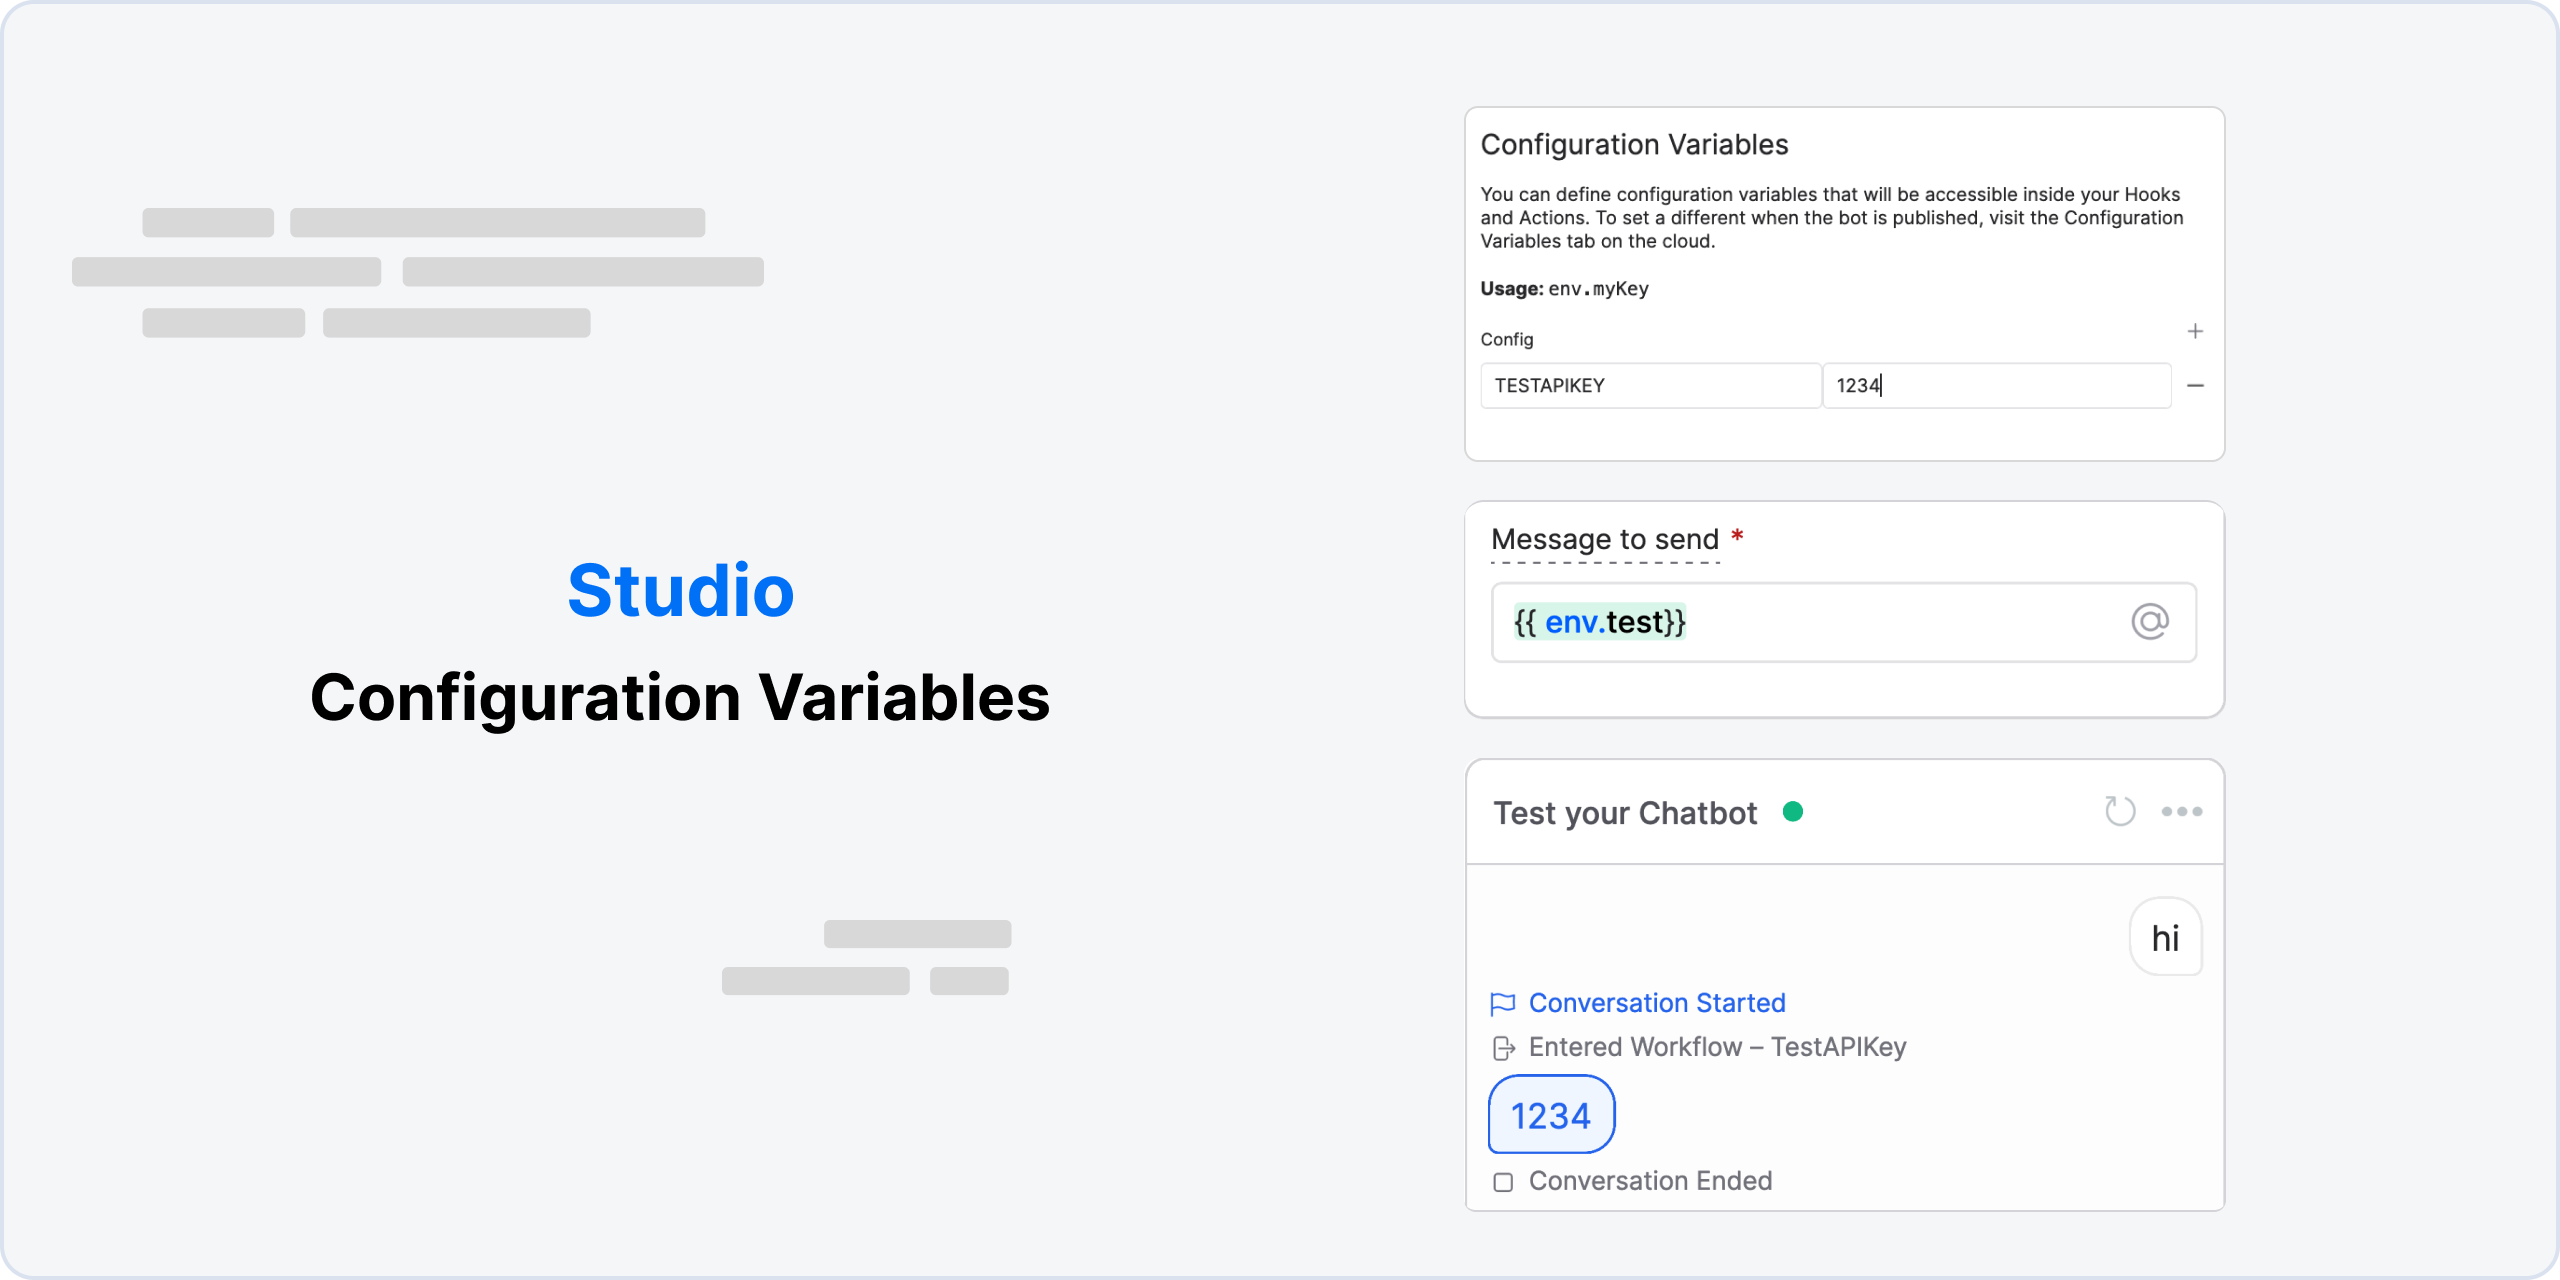 Studio
Configuration Variables
Configuration Variables
You can define configuration variables that will be accessible inside your Hooks
and Actions. To set a different when the bot is published, visit the Configuration
Variables tab on the cloud.
Usage: env.myKey
Config
TESTAPIKEY 1234
Message to send *
{{ env.test}}
Test your Chatbot
hi
Conversation Started
Entered Workflow – TestAPIKey
1234
Conversation Ended